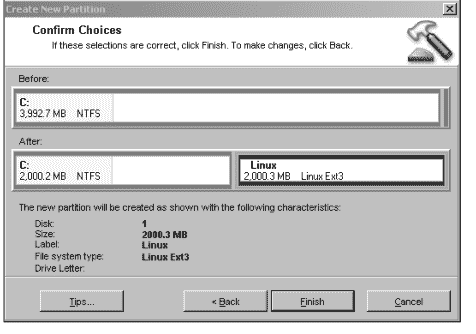 Create New Partition
Confirm Choices
If these selections are correct, click Finish. To make changes, click Back.
Before:
C:
3,992.7 MB NTFS
After:
C:
2,000.2 MB NTFS
Linux
2,000.3 MB Linux Ext3
The new partition will be created as shown with the following characteristics:
Disk: 1
Size: 2000.3 MB
Label: Linux
File system type: Linux Ext3
Drive Letter:
Tips...
< Back
Finish
Cancel